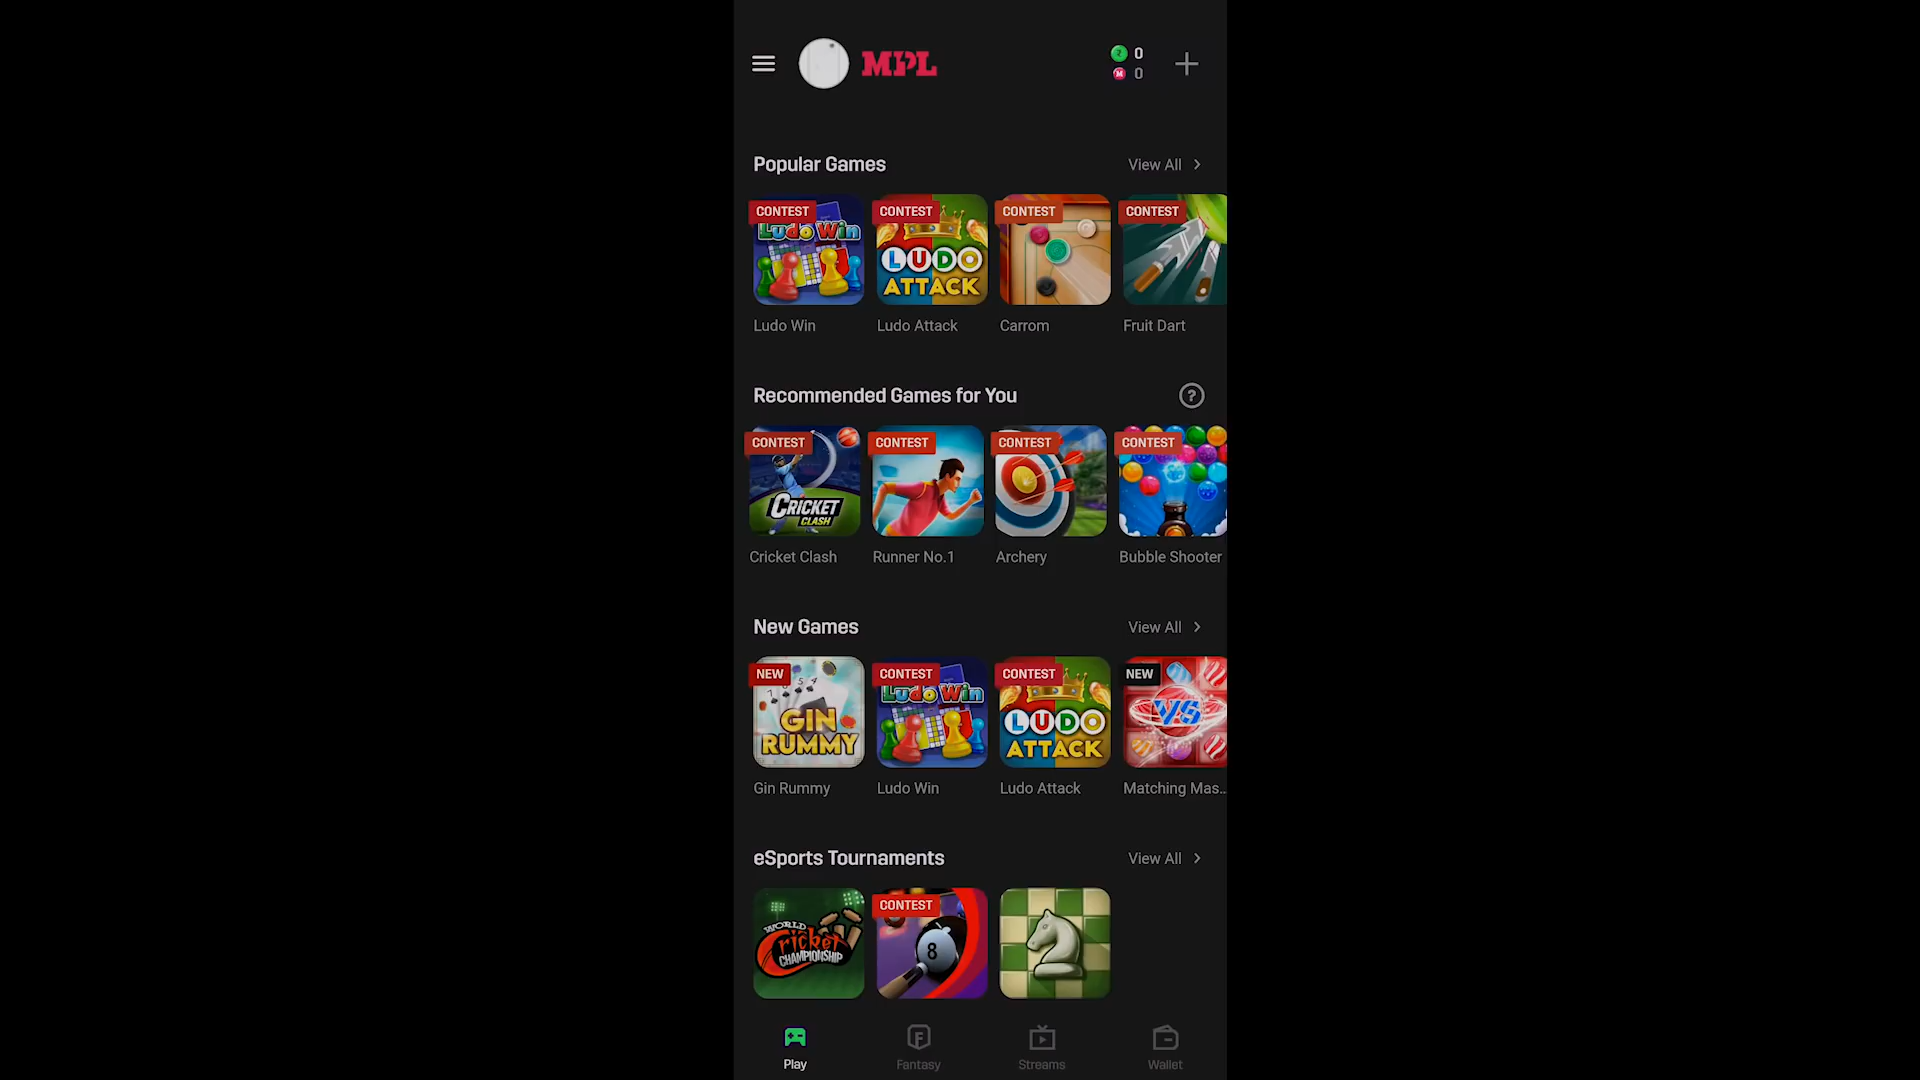 MPL
0
0
Popular Games
View All
CONTEST
CONTEST
CONTEST
CONTEST
Ludo Win
LUDO
ATTACK
Ludo Win
Ludo Attack
Carrom
Fruit Dart
Recommended Games for You
?
CONTEST
CONTEST
CONTEST
CONTEST
CRICKET
CLASH
Cricket Clash
Runner No.1
Archery
Bubble Shooter
New Games
View All
NEW
CONTEST
CONTEST
NEW
7 5 4
GIN
RUMMY
Ludo Win
LUDO
ATTACK
VS
Gin Rummy
Ludo Win
Ludo Attack
Matching Mas..
eSports Tournaments
View All
CONTEST
WORLD
cricket
CHAMPIONSHIP
8
Play
Fantasy
Streams
Wallet